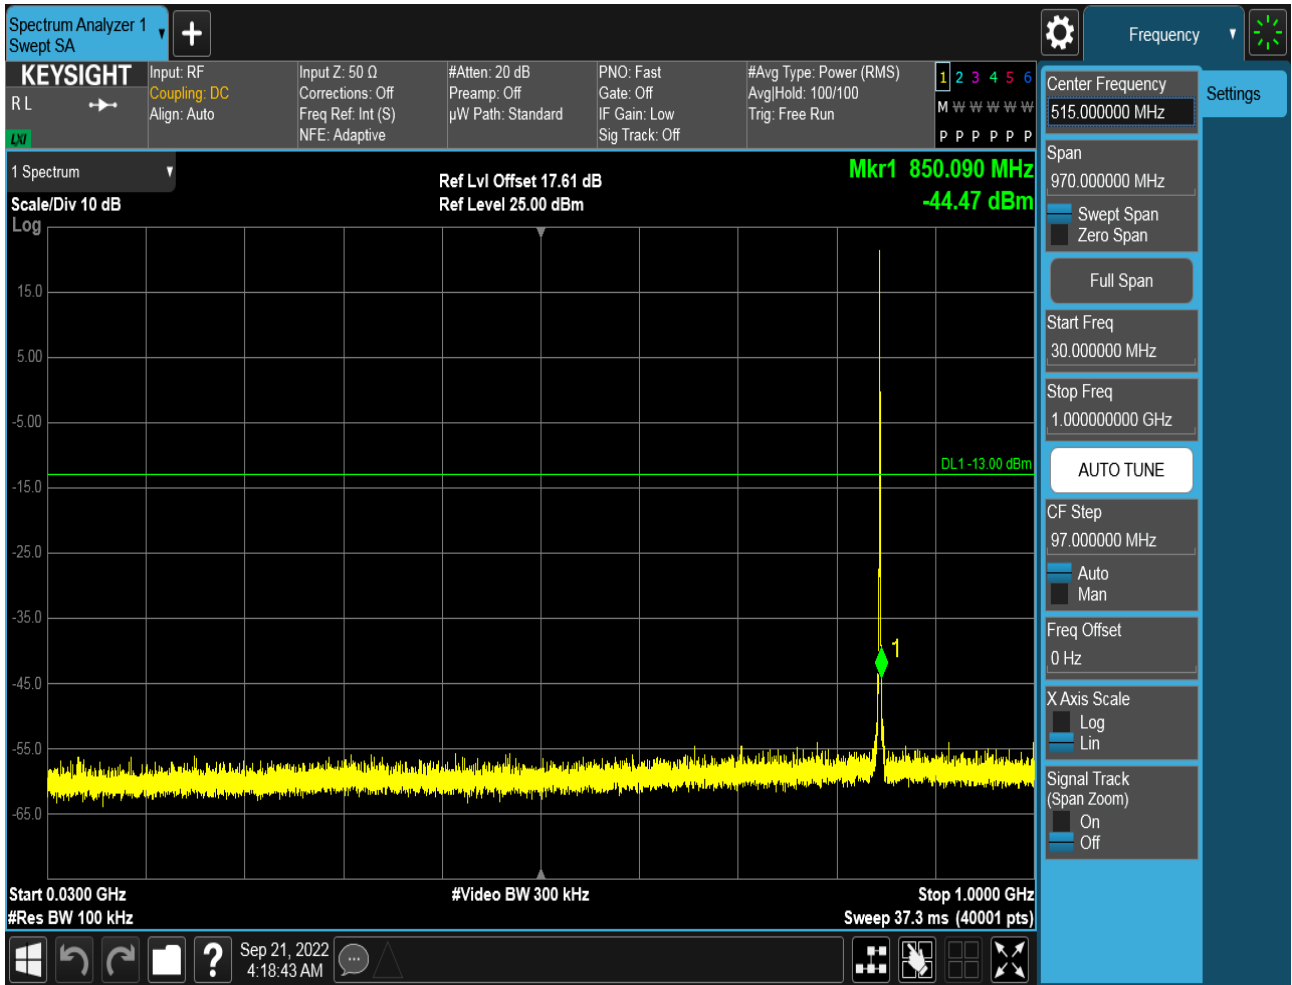 Spectrum Analyzer 1
Swept SA
Frequency
KEYSIGHT
R L
LXI
Input: RF
Coupling: DC
Align: Auto
Input Z: 50 Ω
Corrections: Off
Freq Ref: Int (S)
NFE: Adaptive
#Atten: 20 dB
Preamp: Off
µW Path: Standard
PNO: Fast
Gate: Off
IF Gain: Low
Sig Track: Off
#Avg Type: Power (RMS)
Avg|Hold: 100/100
Trig: Free Run
1 2 3 4 5 6
M W W W W W
P P P P P P
1 Spectrum
Scale/Div 10 dB
Log
Ref Lvl Offset 17.61 dB
Ref Level 25.00 dBm
Mkr1 850.090 MHz
-44.47 dBm
15.0
5.00
-5.00
-15.0
-25.0
-35.0
-45.0
-55.0
-65.0
DL1 -13.00 dBm
1
Start 0.0300 GHz
#Res BW 100 kHz
#Video BW 300 kHz
Stop 1.0000 GHz
Sweep 37.3 ms (40001 pts)
Center Frequency
515.000000 MHz
Settings
Span
970.000000 MHz
Swept Span
Zero Span
Full Span
Start Freq
30.000000 MHz
Stop Freq
1.000000000 GHz
AUTO TUNE
CF Step
97.000000 MHz
Auto
Man
Freq Offset
0 Hz
X Axis Scale
Log
Lin
Signal Track
(Span Zoom)
On
Off
?
Sep 21, 2022
4:18:43 AM